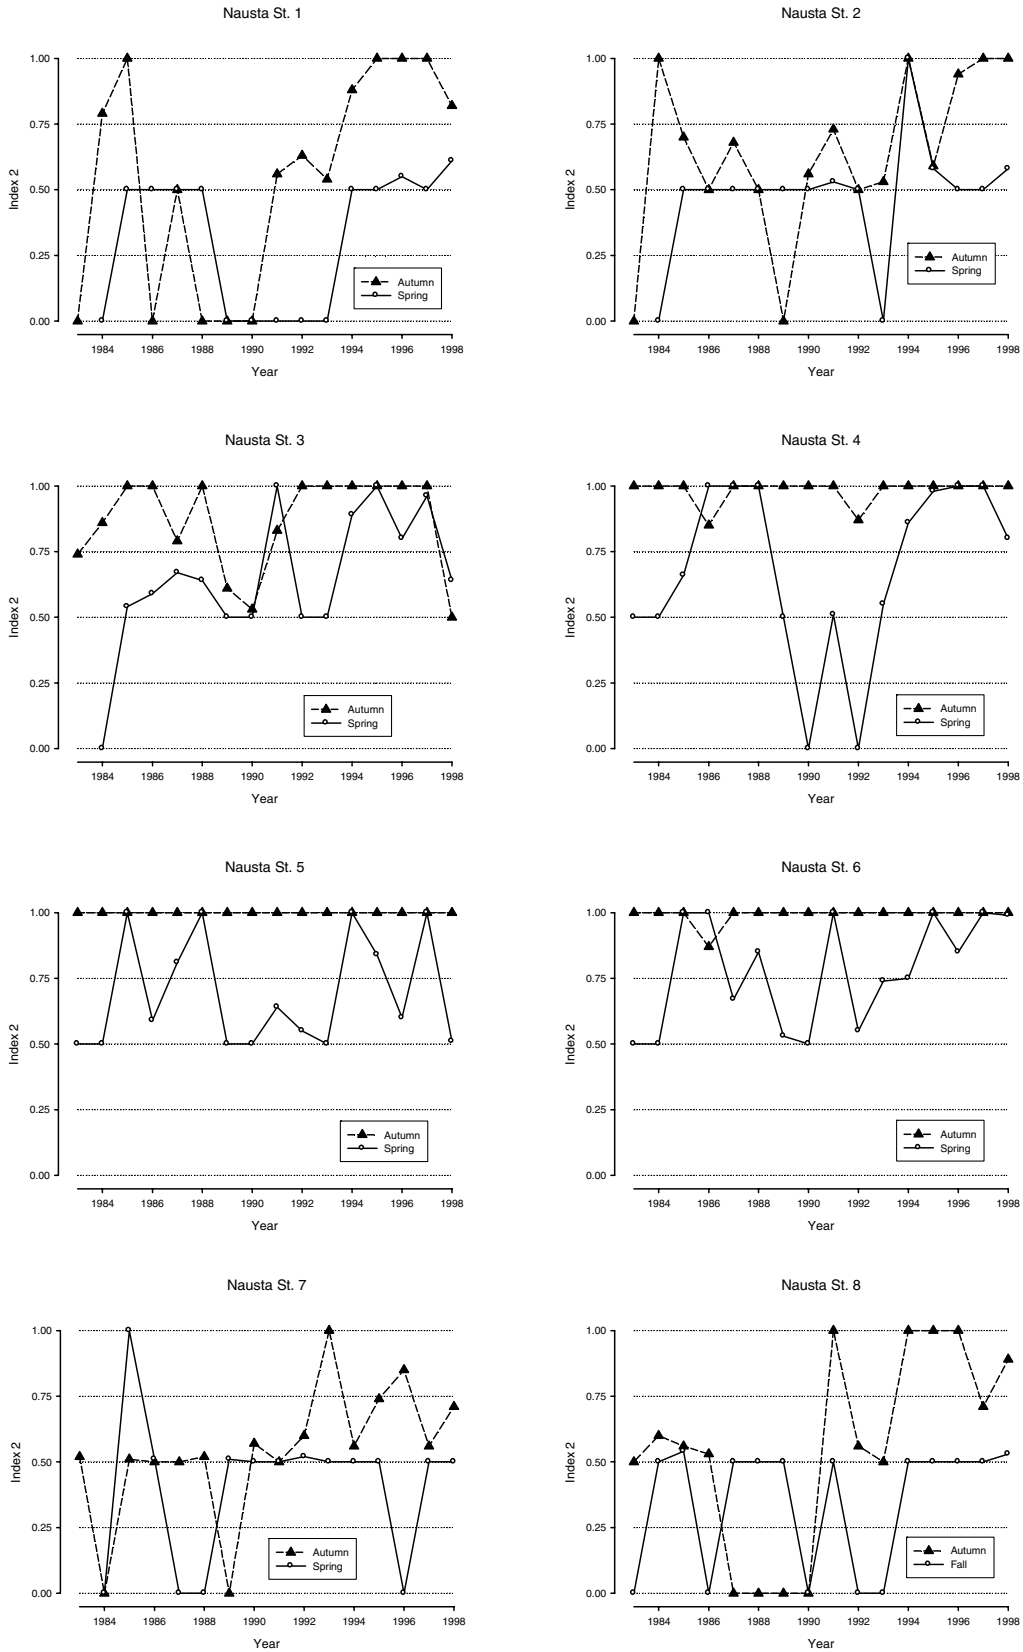 Nausta St. 1
1.00
0.75
0.50
0.25
0.00
Index 2
Autumn
Spring
1984 1986 1988 1990 1992 1994 1996 1998
Year
Nausta St. 2
1.00
0.75
0.50
0.25
0.00
Index 2
Autumn
Spring
1984 1986 1988 1990 1992 1994 1996 1998
Year
Nausta St. 3
1.00
0.75
0.50
0.25
0.00
Index 2
Autumn
Spring
1984 1986 1988 1990 1992 1994 1996 1998
Year
Nausta St. 4
1.00
0.75
0.50
0.25
0.00
Index 2
Autumn
Spring
1984 1986 1988 1990 1992 1994 1996 1998
Year
Nausta St. 5
1.00
0.75
0.50
0.25
0.00
Index 2
Autumn
Spring
1984 1986 1988 1990 1992 1994 1996 1998
Year
Nausta St. 6
1.00
0.75
0.50
0.25
0.00
Index 2
Autumn
Spring
1984 1986 1988 1990 1992 1994 1996 1998
Year
Nausta St. 7
1.00
0.75
0.50
0.25
0.00
Index 2
Autumn
Spring
1984 1986 1988 1990 1992 1994 1996 1998
Year
Nausta St. 8
1.00
0.75
0.50
0.25
0.00
Index 2
Autumn
Fall
1984 1986 1988 1990 1992 1994 1996 1998
Year